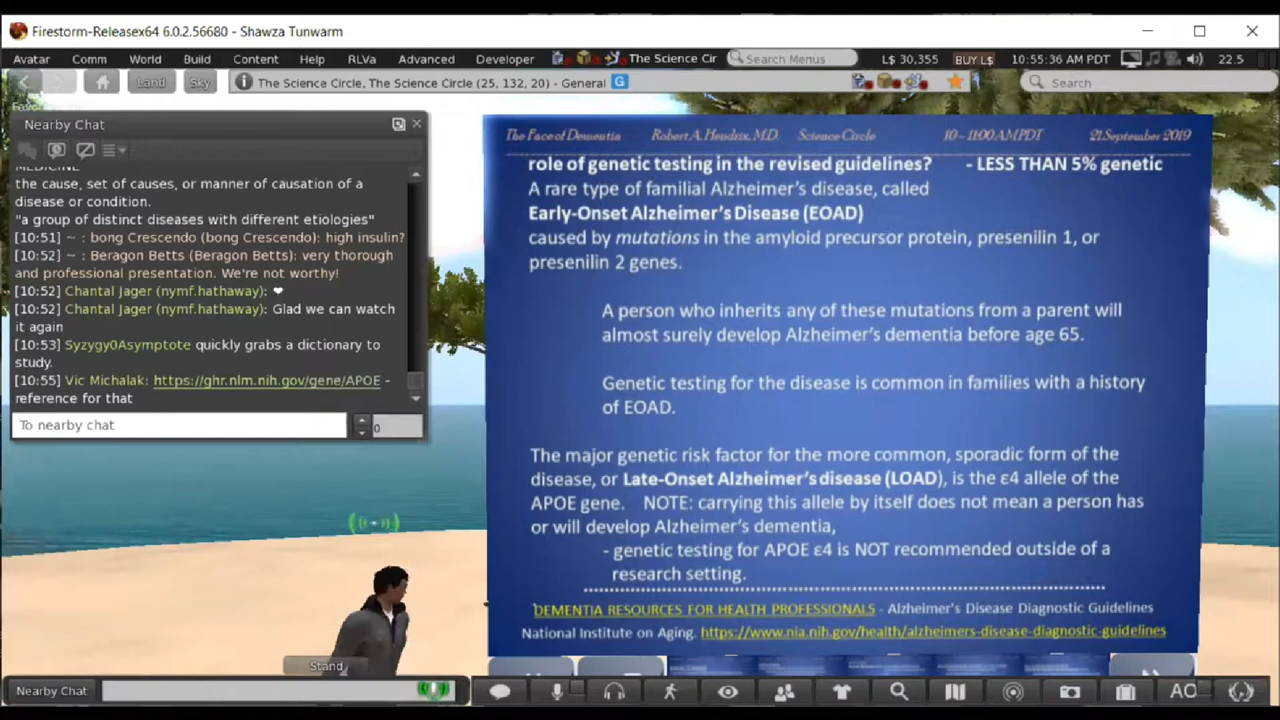 Firestorm-Releasex64 6.0.2.56680 - Shawza Tunwarm
Avatar Comm World Build Content Help RLVa Advanced Developer The Science Cir Search Menus L$ 30,355 BUY L$ 10:55:36 AM PDT 22.5
Land Sky The Science Circle, The Science Circle (25, 132, 20) - General G Search
Nearby Chat
MEDICINE
the cause, set of causes, or manner of causation of a
disease or condition.
"a group of distinct diseases with different etiologies"
[10:51] ~ : bong Crescendo (bong Crescendo): high insulin?
[10:52] ~ : Beragon Betts (Beragon Betts): very thorough
and professional presentation. We're not worthy!
[10:52] Chantal Jager (nymf.hathaway): ❤
[10:52] Chantal Jager (nymf.hathaway): Glad we can watch
it again
[10:53] Syzygy0Asymptote quickly grabs a dictionary to
study.
[10:55] Vic Michalak: https://ghr.nlm.nih.gov/gene/APOE -
reference for that
To nearby chat 0
The Face of Dementia Robert A. Hendrix, M.D. Science Circle 10 - 11:00 AM PDT 21 September 2019
role of genetic testing in the revised guidelines? - LESS THAN 5% genetic
A rare type of familial Alzheimer's disease, called
Early-Onset Alzheimer's Disease (EOAD)
caused by mutations in the amyloid precursor protein, presenilin 1, or
presenilin 2 genes.
A person who inherits any of these mutations from a parent will
almost surely develop Alzheimer's dementia before age 65.
Genetic testing for the disease is common in families with a history
of EOAD.
The major genetic risk factor for the more common, sporadic form of the
disease, or Late-Onset Alzheimer's disease (LOAD), is the ε4 allele of the
APOE gene. NOTE: carrying this allele by itself does not mean a person has
or will develop Alzheimer's dementia,
- genetic testing for APOE ε4 is NOT recommended outside of a
research setting.
DEMENTIA RESOURCES FOR HEALTH PROFESSIONALS - Alzheimer's Disease Diagnostic Guidelines
National Institute on Aging. https://www.nia.nih.gov/health/alzheimers-disease-diagnostic-guidelines
Stand
Nearby Chat AO